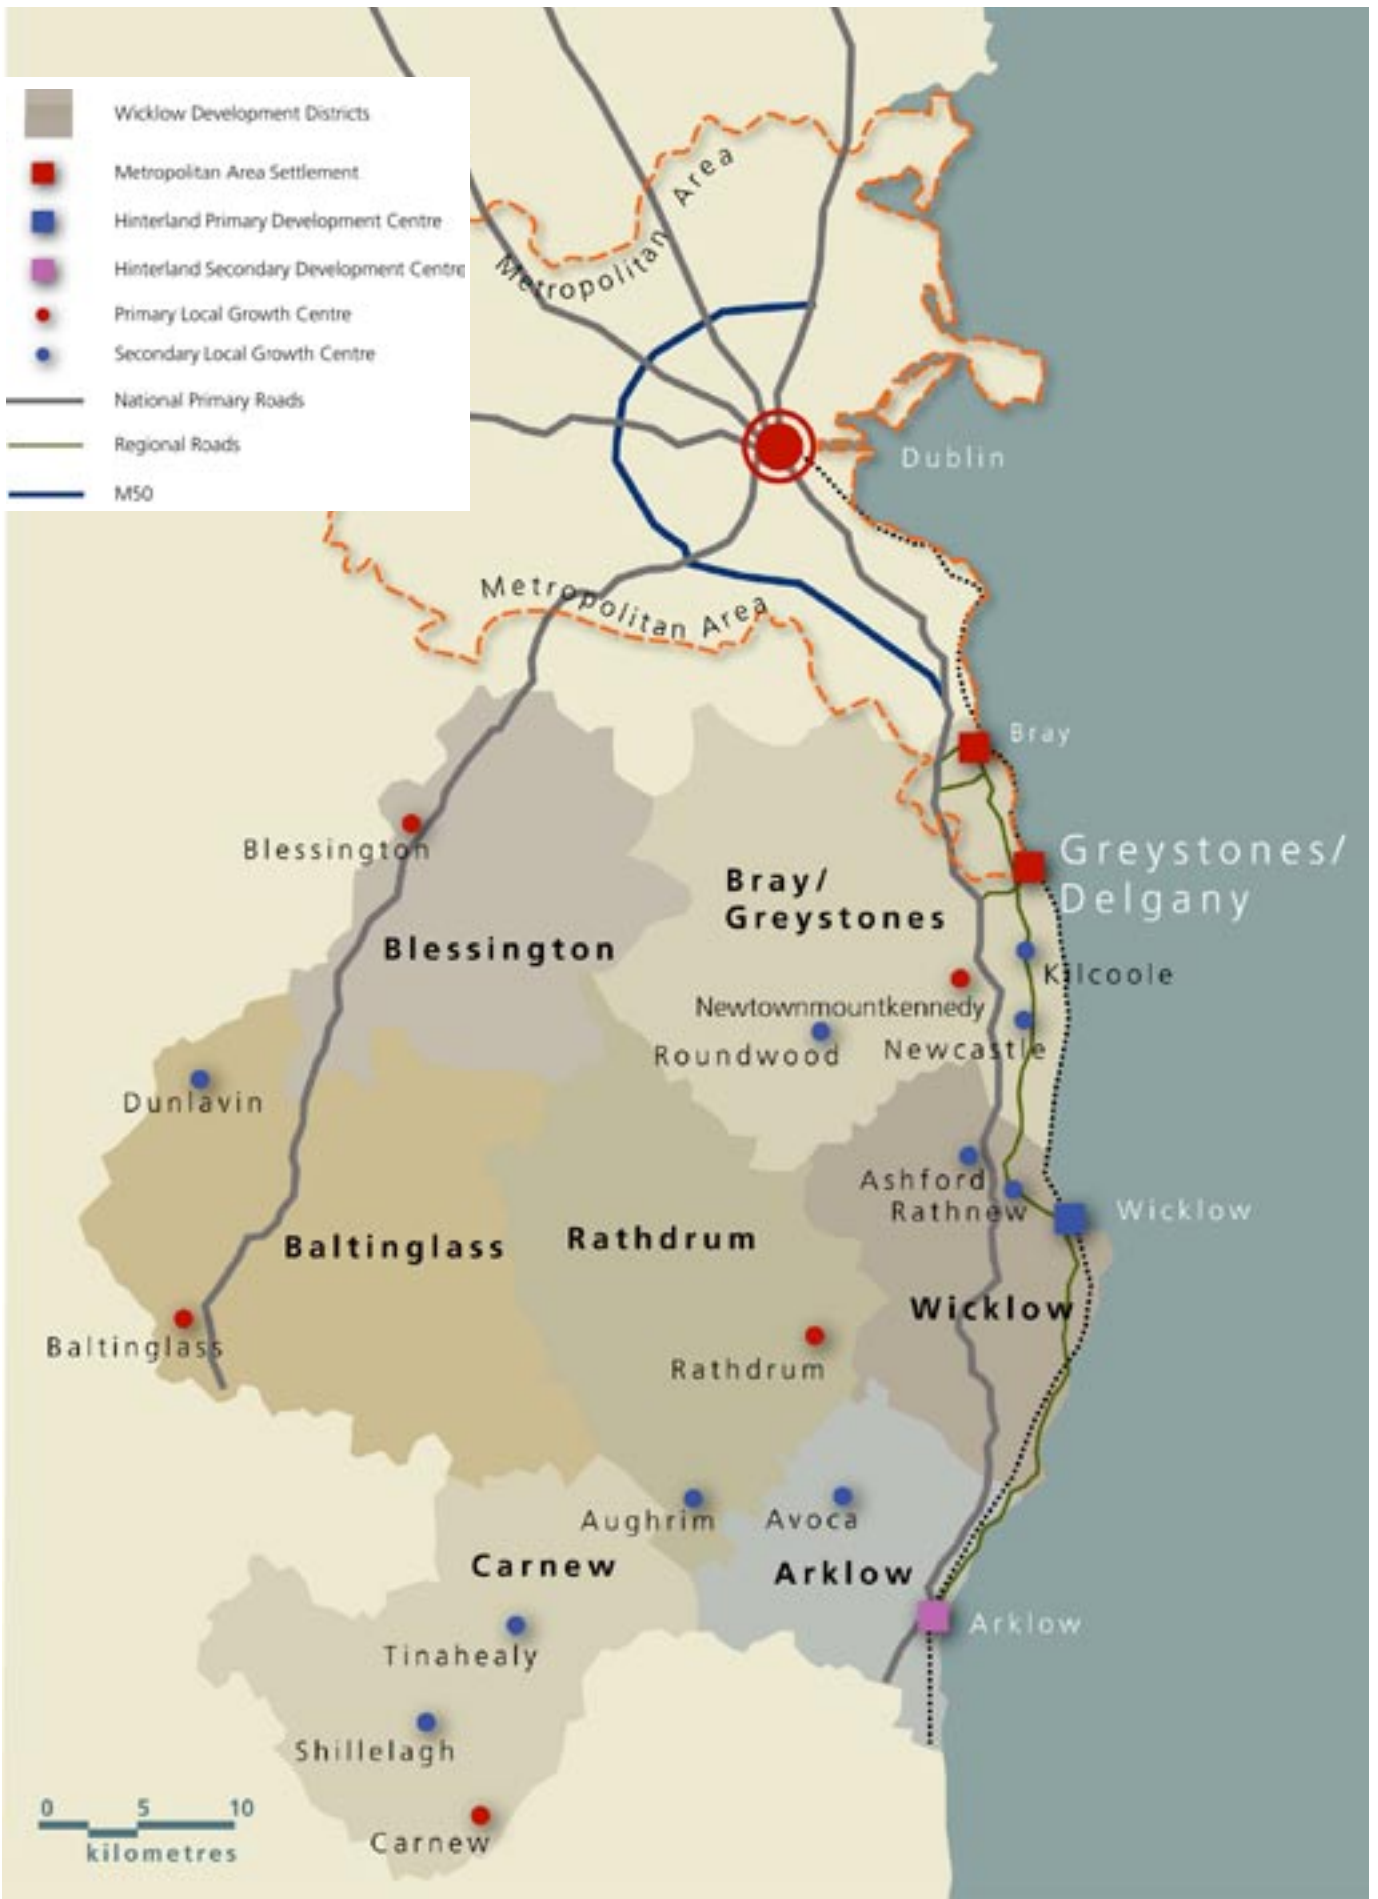 Wicklow Development Districts
Metropolitan Area Settlement
Hinterland Primary Development Centre
Hinterland Secondary Development Centre
Primary Local Growth Centre
Secondary Local Growth Centre
National Primary Roads
Regional Roads
M50
Metropolitan Area
Dublin
Metropolitan Area
Bray
Blessington
Greystones/
Delgany
Bray/
Greystones
Blessington
Kilcoole
Newtownmountkennedy
Roundwood
Newcastle
Dunlavin
Ashford
Rathnew
Wicklow
Baltinglass
Rathdrum
Wicklow
Baltinglass
Rathdrum
Aughrim
Avoca
Carnew
Arklow
Arklow
Tinahealy
Shillelagh
Carnew
0 5 10
kilometres